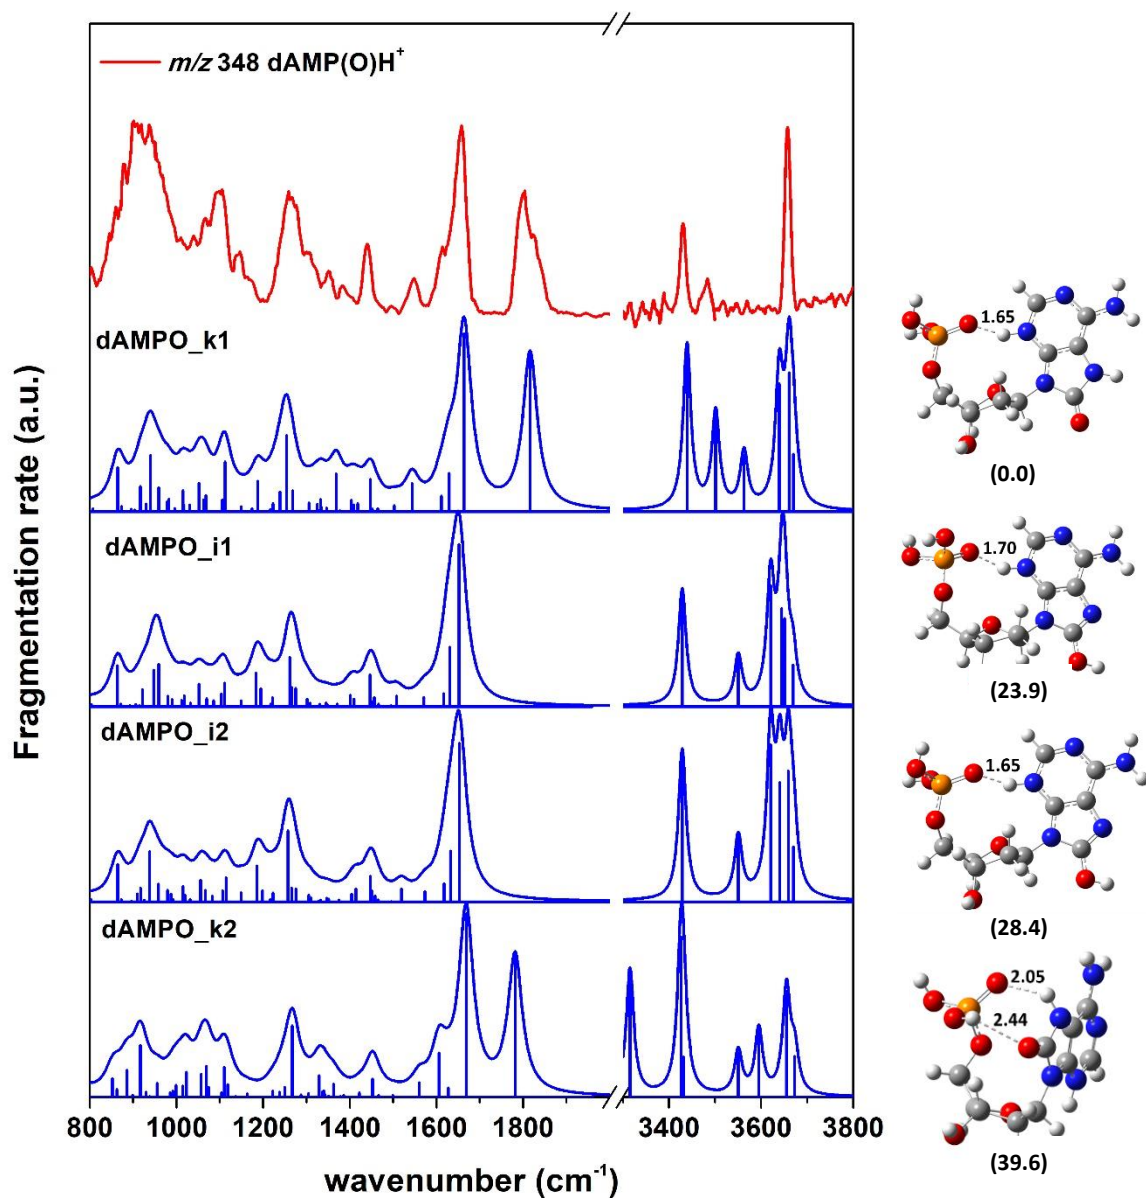 m/z 348 dAMP(O)H+
Fragmentation rate (a.u.)
dAMPO_k1
dAMPO_i1
dAMPO_i2
dAMPO_k2
800 1000 1200 1400 1600 1800 3400 3600 3800
wavenumber (cm-1)
1.65
(0.0)
1.70
(23.9)
1.65
(28.4)
2.05
2.44
(39.6)